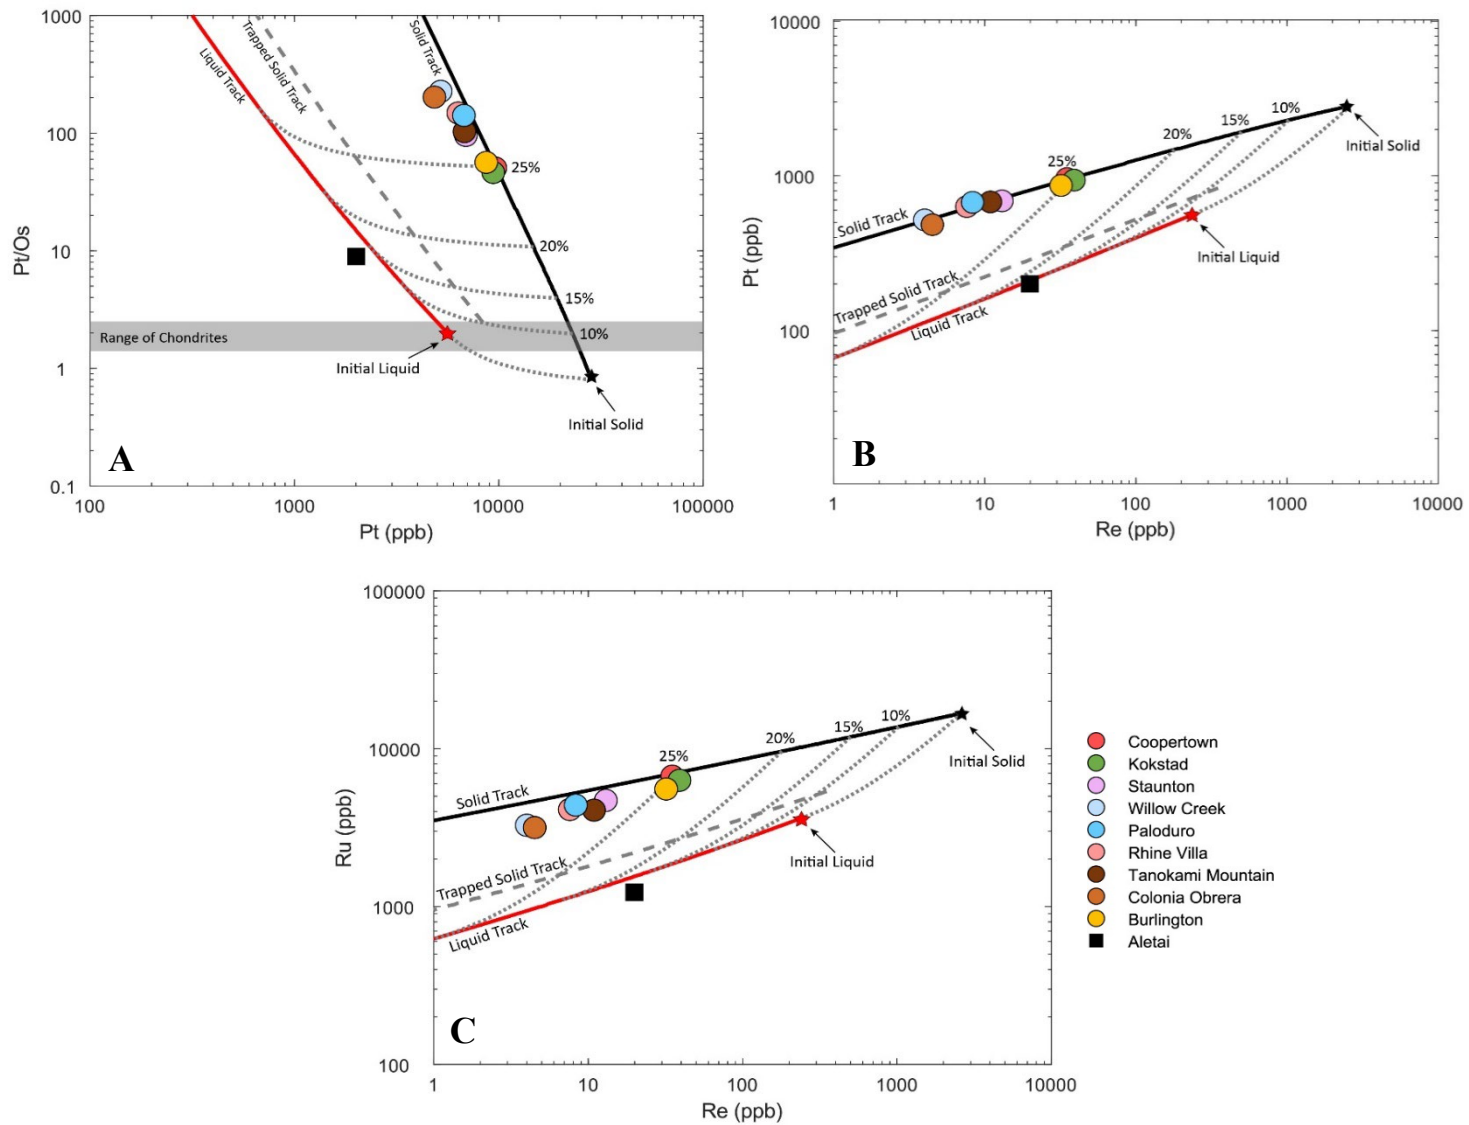 1000
100
10
1
0.1
Pt/Os
100
1000
10000
100000
Pt (ppb)
Liquid Track
Trapped Solid Track
Solid Track
25%
20%
15%
10%
Range of Chondrites
Initial Liquid
Initial Solid
A
10000
1000
100
Pt (ppb)
1
10
100
1000
10000
Re (ppb)
Solid Track
Trapped Solid Track
Liquid Track
25%
20%
15%
10%
Initial Solid
Initial Liquid
B
100000
10000
1000
100
Ru (ppb)
1
10
100
1000
10000
Re (ppb)
Solid Track
Trapped Solid Track
Liquid Track
25%
20%
15%
10%
Initial Solid
Initial Liquid
C
Coopertown
Kokstad
Staunton
Willow Creek
Paloduro
Rhine Villa
Tanokami Mountain
Colonia Obrera
Burlington
Aletai